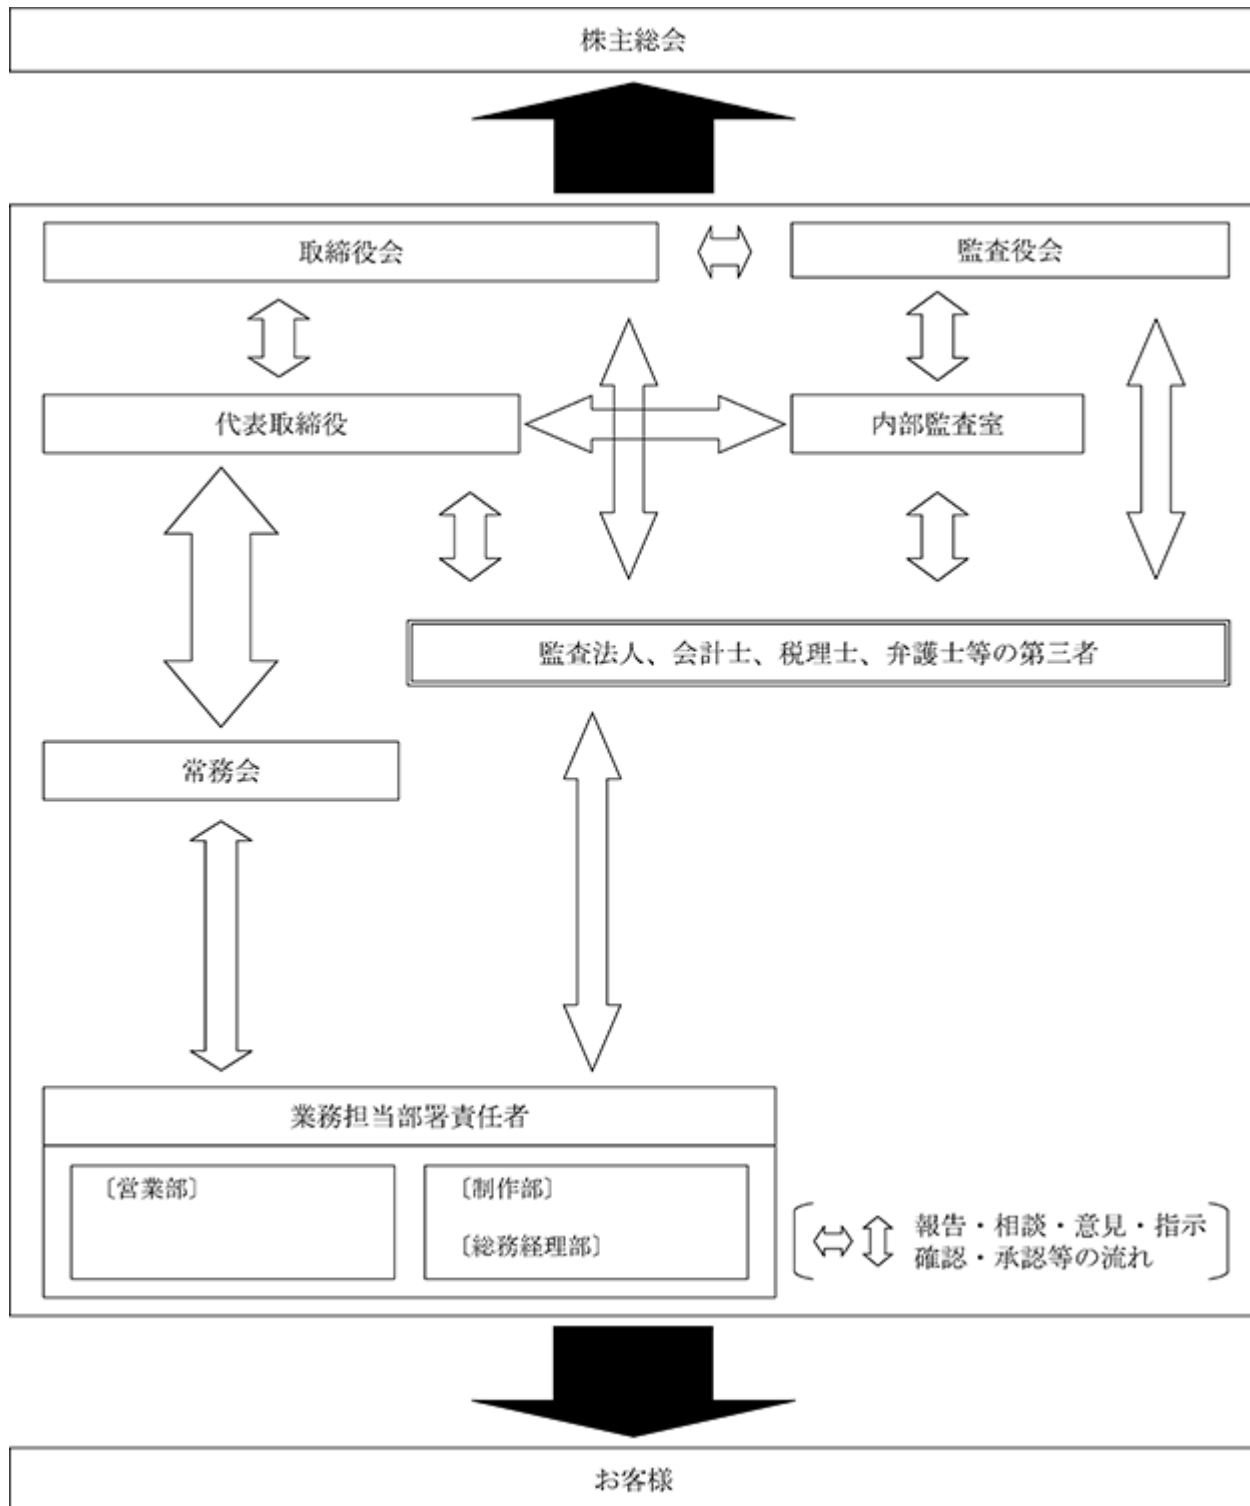 株主総会
取締役会
監査役会
代表取締役
内部監査室
監査法人、会計士、税理士、弁護士等の第三者
常務会
業務担当部署責任者
〔営業部〕
〔制作部〕
〔総務経理部〕
報告・相談・意見・指示
確認・承認等の流れ
お客様